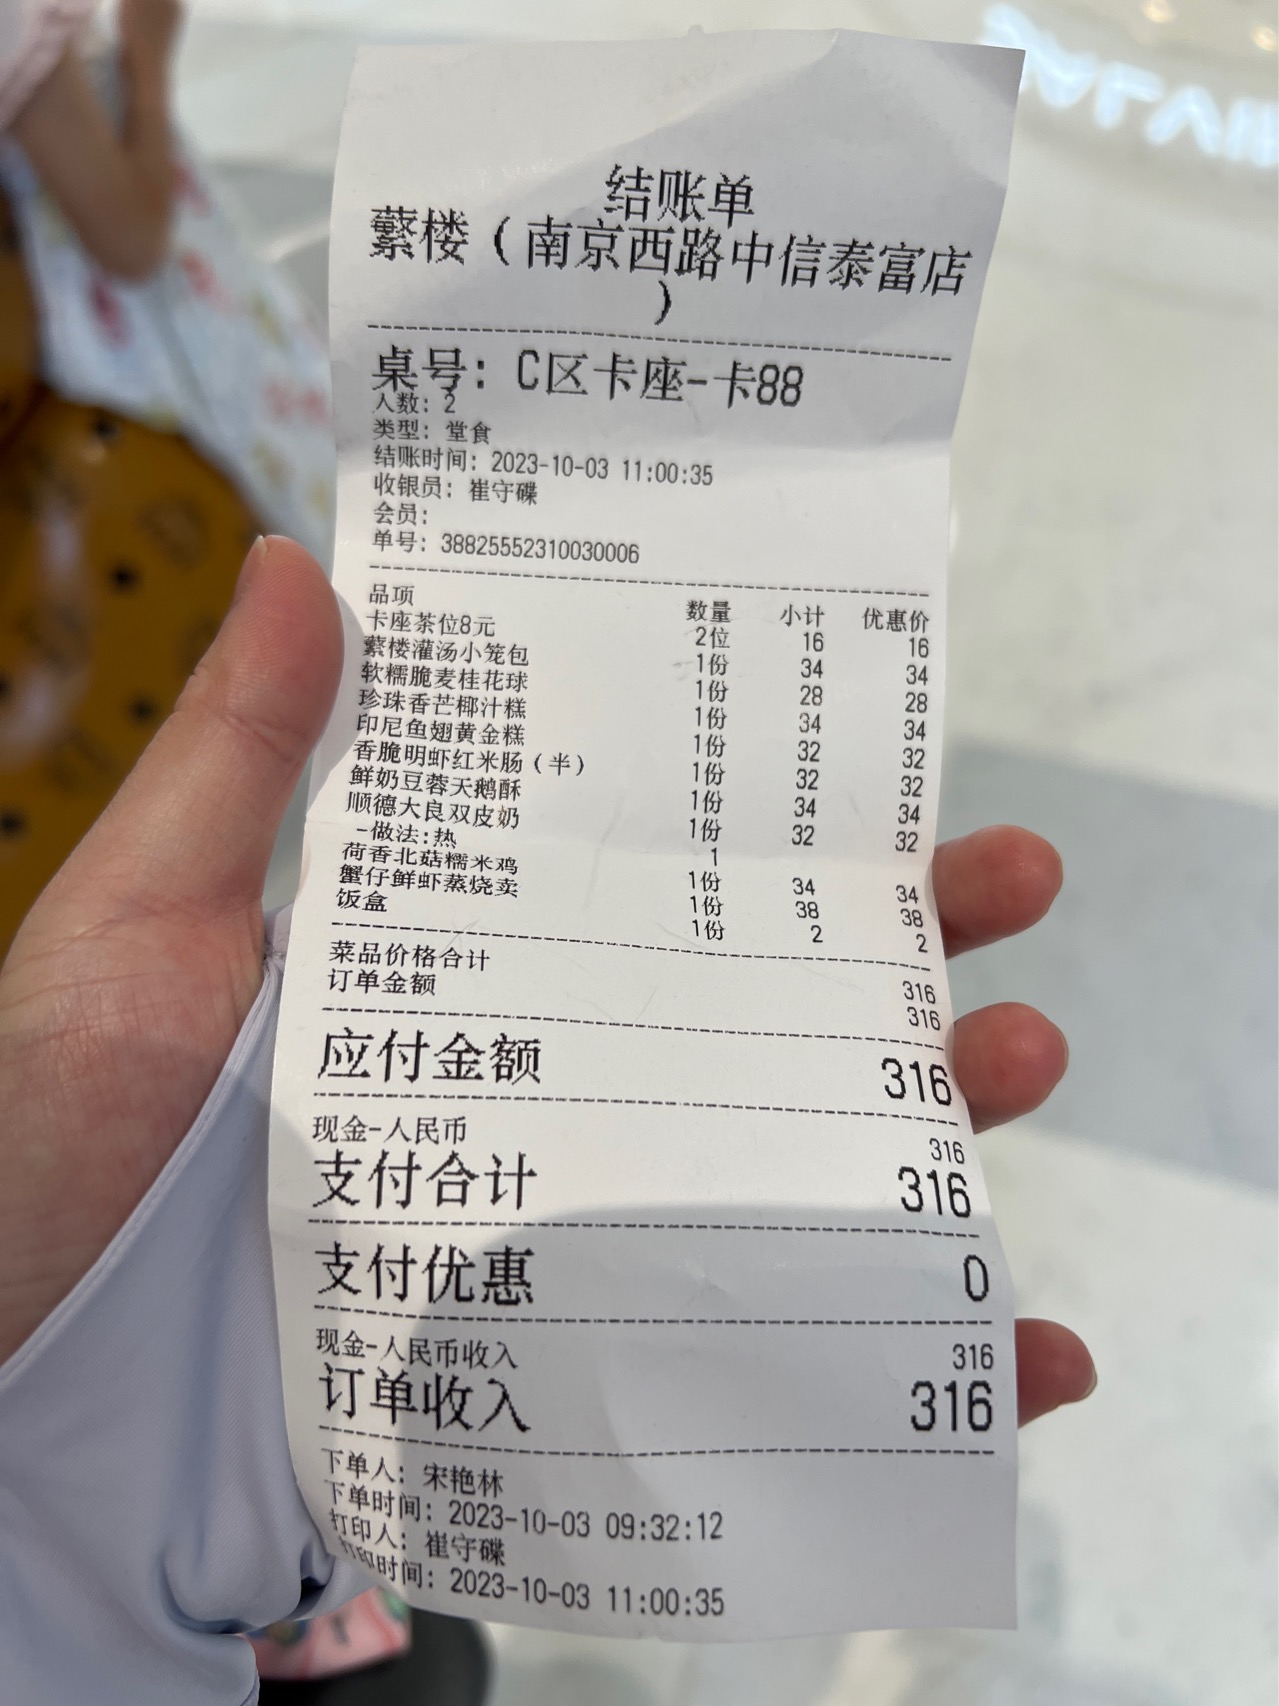 结账单
蘩楼（南京西路中信泰富店
）
桌号: C区卡座-卡88
人数: 2
类型: 堂食
结账时间: 2023-10-03 11:00:35
收银员: 崔守碟
会员:
单号: 38825552310030006
品项 数量 小计 优惠价
卡座茶位8元 2位 16 16
蘩楼灌汤小笼包 1份 34 34
软糯脆麦桂花球 1份 28 28
珍珠香芒椰汁糕 1份 34 34
印尼鱼翅黄金糕 1份 32 32
香脆明虾红米肠（半） 1份 32 32
鲜奶豆蓉天鹅酥 1份 34 34
顺德大良双皮奶 1份 32 32
-做法:热 1
荷香北菇糯米鸡 1份 34 34
蟹仔鲜虾蒸烧卖 1份 38 38
饭盒 1份 2 2
菜品价格合计 316
订单金额 316
应付金额 316
现金-人民币 316
支付合计 316
支付优惠 0
现金-人民币收入 316
订单收入 316
下单人: 宋艳林
下单时间: 2023-10-03 09:32:12
打印人: 崔守碟
打印时间: 2023-10-03 11:00:35